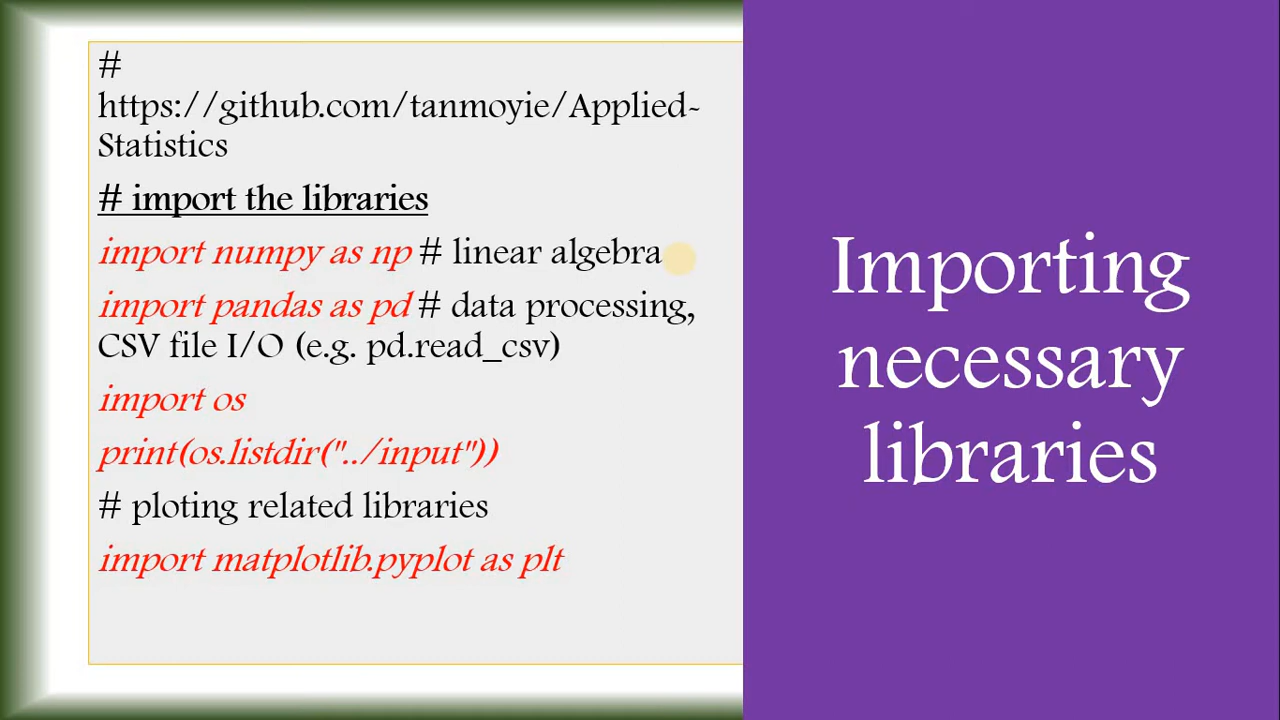 #
https://github.com/tanmoyie/Applied-
Statistics
# import the libraries
import numpy as np # linear algebra
import pandas as pd # data processing,
CSV file I/O (e.g. pd.read_csv)
import os
print(os.listdir("../input"))
# ploting related libraries
import matplotlib.pyplot as plt
Importing
necessary
libraries